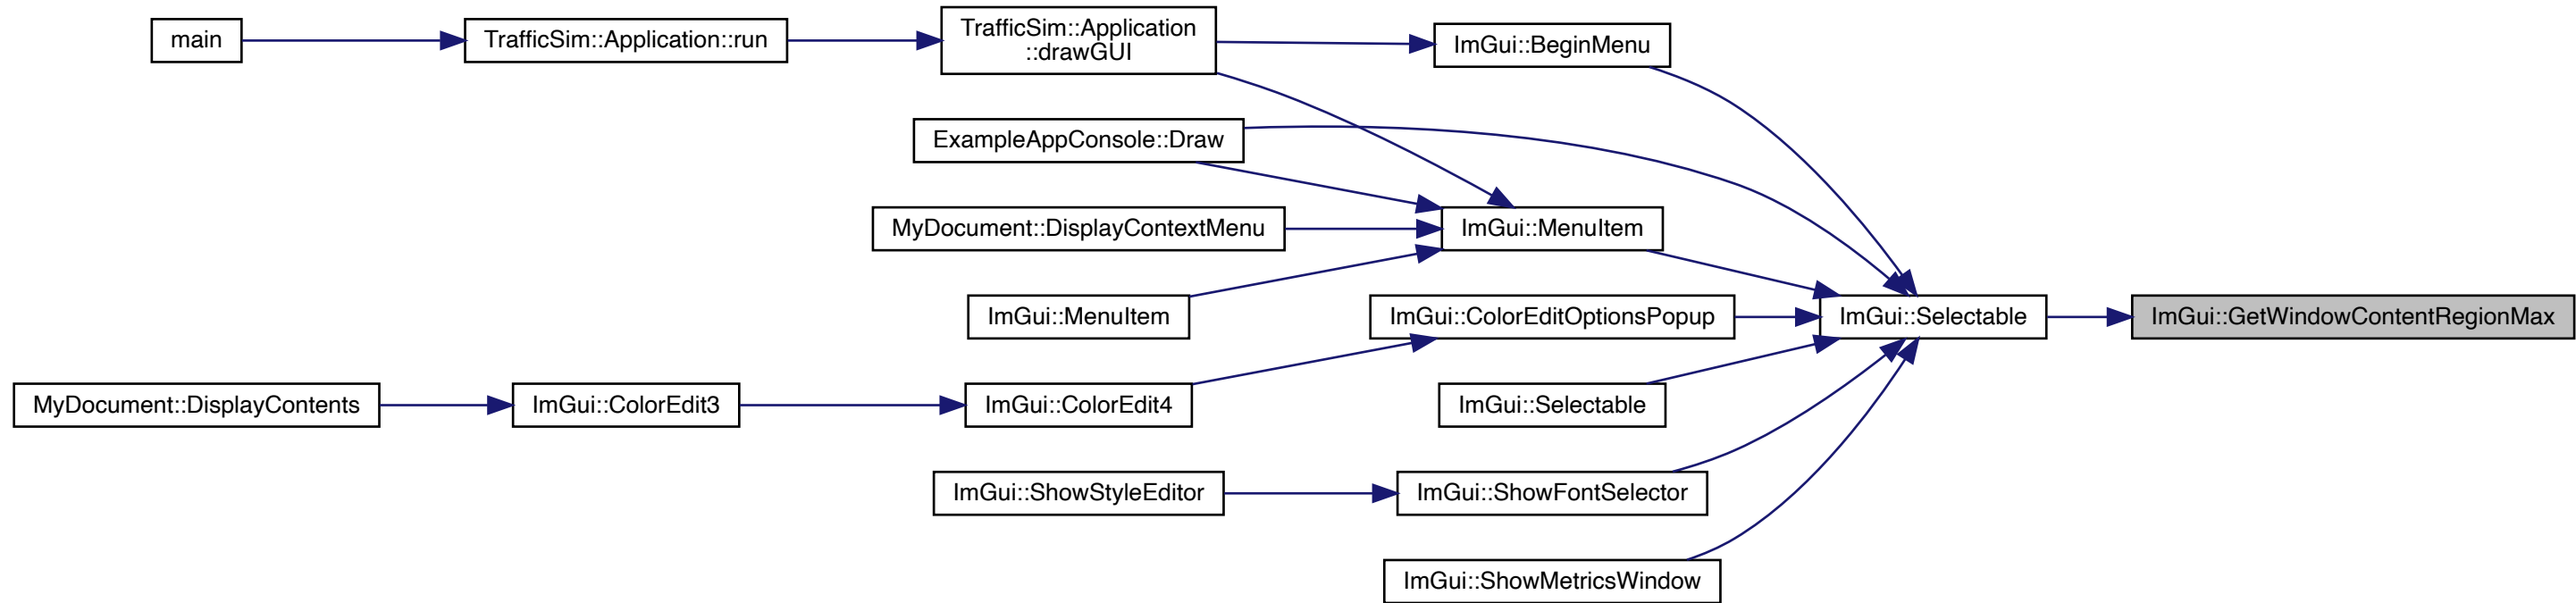 main
TrafficSim::Application::run
TrafficSim::Application
::drawGUI
ImGui::BeginMenu
ExampleAppConsole::Draw
MyDocument::DisplayContextMenu
ImGui::MenuItem
ImGui::MenuItem
ImGui::ColorEditOptionsPopup
ImGui::Selectable
ImGui::GetWindowContentRegionMax
MyDocument::DisplayContents
ImGui::ColorEdit3
ImGui::ColorEdit4
ImGui::Selectable
ImGui::ShowStyleEditor
ImGui::ShowFontSelector
ImGui::ShowMetricsWindow